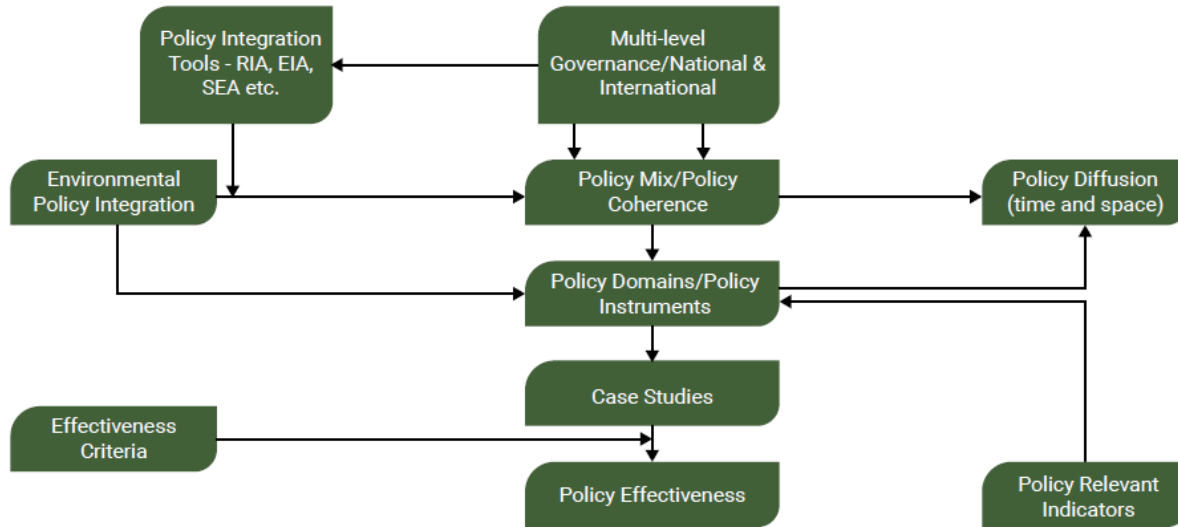 Policy Integration
Tools - RIA, EIA,
SEA etc.
Multi-level
Governance/National &
International
Environmental
Policy Integration
Policy Mix/Policy
Coherence
Policy Diffusion
(time and space)
Policy Domains/Policy
Instruments
Case Studies
Effectiveness
Criteria
Policy Effectiveness
Policy Relevant
Indicators